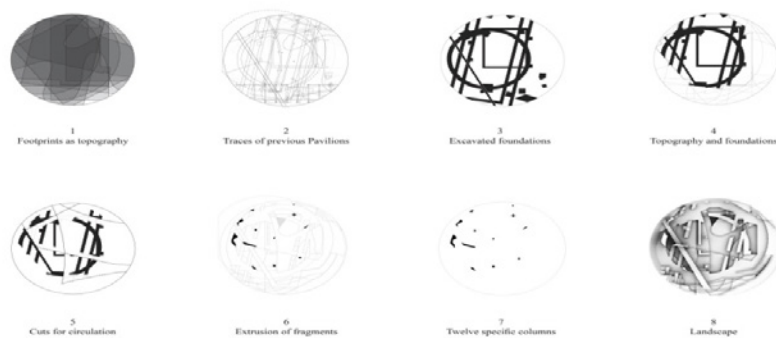 1
Footprints as topography
2
Traces of previous Pavilions
3
Excavated foundations
4
Topography and foundations
5
Cuts for circulation
6
Extrusion of fragments
7
Twelve specific columns
8
Landscape